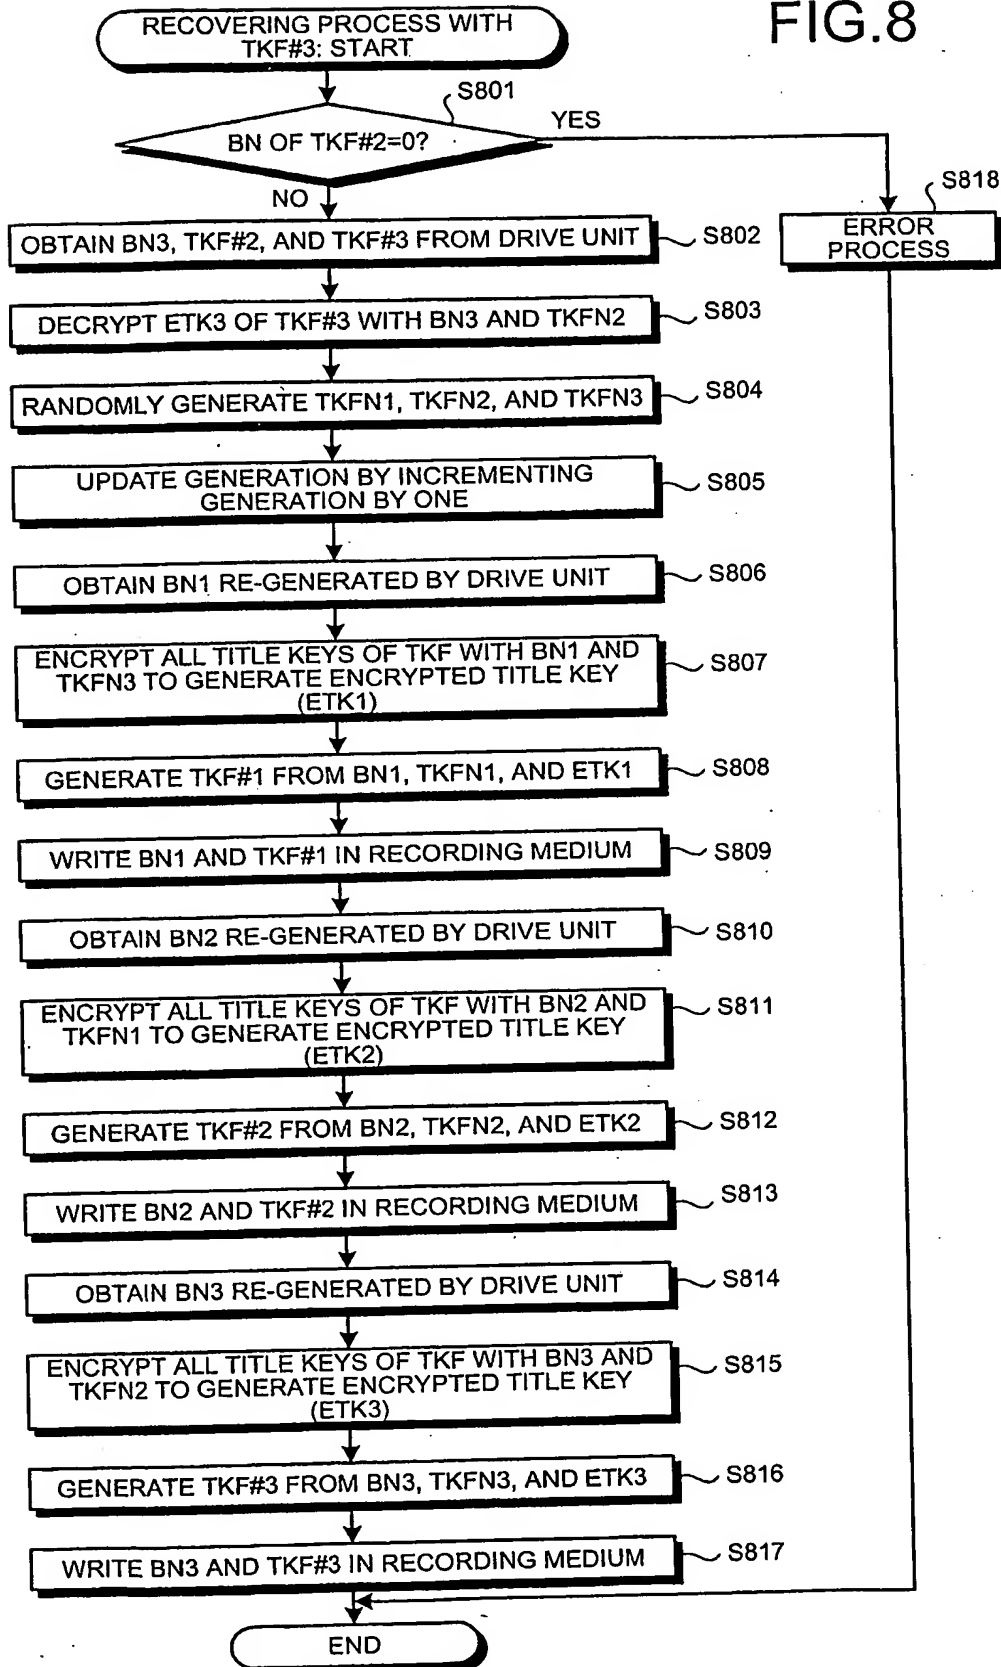 FIG.8
RECOVERING PROCESS WITH
TKF#3: START
S801
BN OF TKF#2=0?
YES
NO
S818
ERROR
PROCESS
OBTAIN BN3, TKF#2, AND TKF#3 FROM DRIVE UNIT
S802
DECRYPT ETK3 OF TKF#3 WITH BN3 AND TKFN2
S803
RANDOMLY GENERATE TKFN1, TKFN2, AND TKFN3
S804
UPDATE GENERATION BY INCREMENTING
GENERATION BY ONE
S805
OBTAIN BN1 RE-GENERATED BY DRIVE UNIT
S806
ENCRYPT ALL TITLE KEYS OF TKF WITH BN1 AND
TKFN3 TO GENERATE ENCRYPTED TITLE KEY
(ETK1)
S807
GENERATE TKF#1 FROM BN1, TKFN1, AND ETK1
S808
WRITE BN1 AND TKF#1 IN RECORDING MEDIUM
S809
OBTAIN BN2 RE-GENERATED BY DRIVE UNIT
S810
ENCRYPT ALL TITLE KEYS OF TKF WITH BN2 AND
TKFN1 TO GENERATE ENCRYPTED TITLE KEY
(ETK2)
S811
GENERATE TKF#2 FROM BN2, TKFN2, AND ETK2
S812
WRITE BN2 AND TKF#2 IN RECORDING MEDIUM
S813
OBTAIN BN3 RE-GENERATED BY DRIVE UNIT
S814
ENCRYPT ALL TITLE KEYS OF TKF WITH BN3 AND
TKFN2 TO GENERATE ENCRYPTED TITLE KEY
(ETK3)
S815
GENERATE TKF#3 FROM BN3, TKFN3, AND ETK3
S816
WRITE BN3 AND TKF#3 IN RECORDING MEDIUM
S817
END